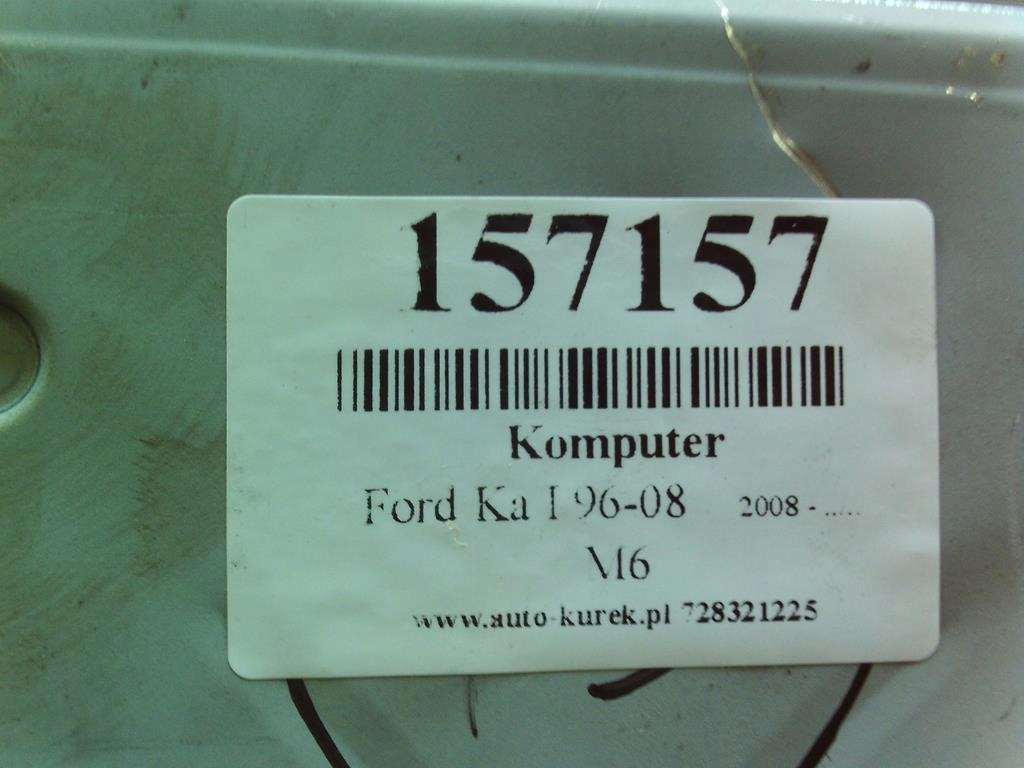 157157
Komputer
Ford Ka I 96-08 2008 - ../..
M6
www.auto-kurek.pl 728321225